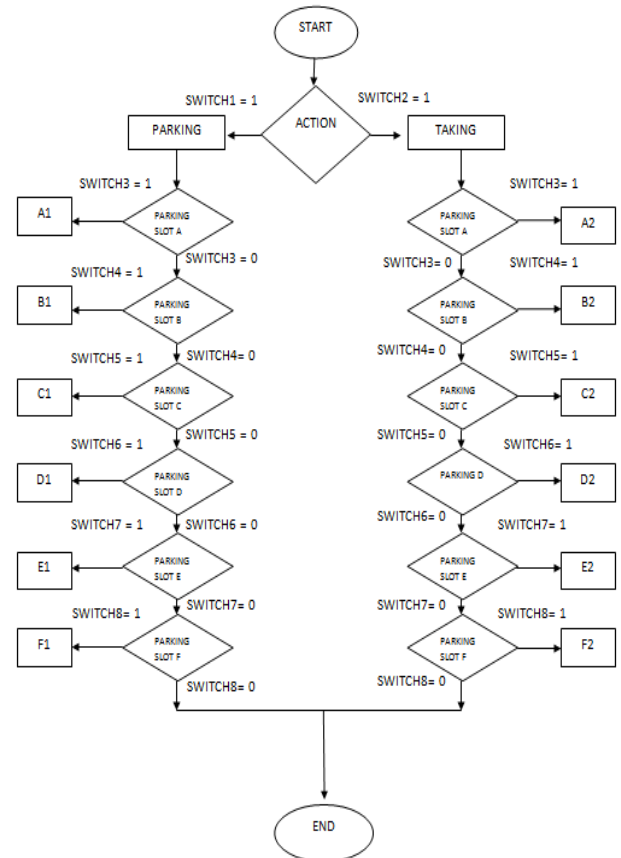 START
SWITCH1 = 1
SWITCH2 = 1
PARKING
ACTION
TAKING
SWITCH3 = 1
SWITCH3= 1
A1
PARKING
SLOT A
PARKING
SLOT A
A2
SWITCH3 = 0
SWITCH3= 0
SWITCH4 = 1
SWITCH4= 1
B1
PARKING
SLOT B
PARKING
SLOT B
B2
SWITCH4= 0
SWITCH4= 0
SWITCH5 = 1
SWITCH5= 1
C1
PARKING
SLOT C
PARKING
SLOT C
C2
SWITCH5 = 0
SWITCH5= 0
SWITCH6 = 1
SWITCH6= 1
D1
PARKING
SLOT D
PARKING D
D2
SWITCH6 = 0
SWITCH6= 0
SWITCH7 = 1
SWITCH7= 1
E1
PARKING
SLOT E
PARKING
SLOT E
E2
SWITCH7= 0
SWITCH7= 0
SWITCH8= 1
SWITCH8= 1
F1
PARKING
SLOT F
PARKING
SLOT F
F2
SWITCH8= 0
SWITCH8= 0
END